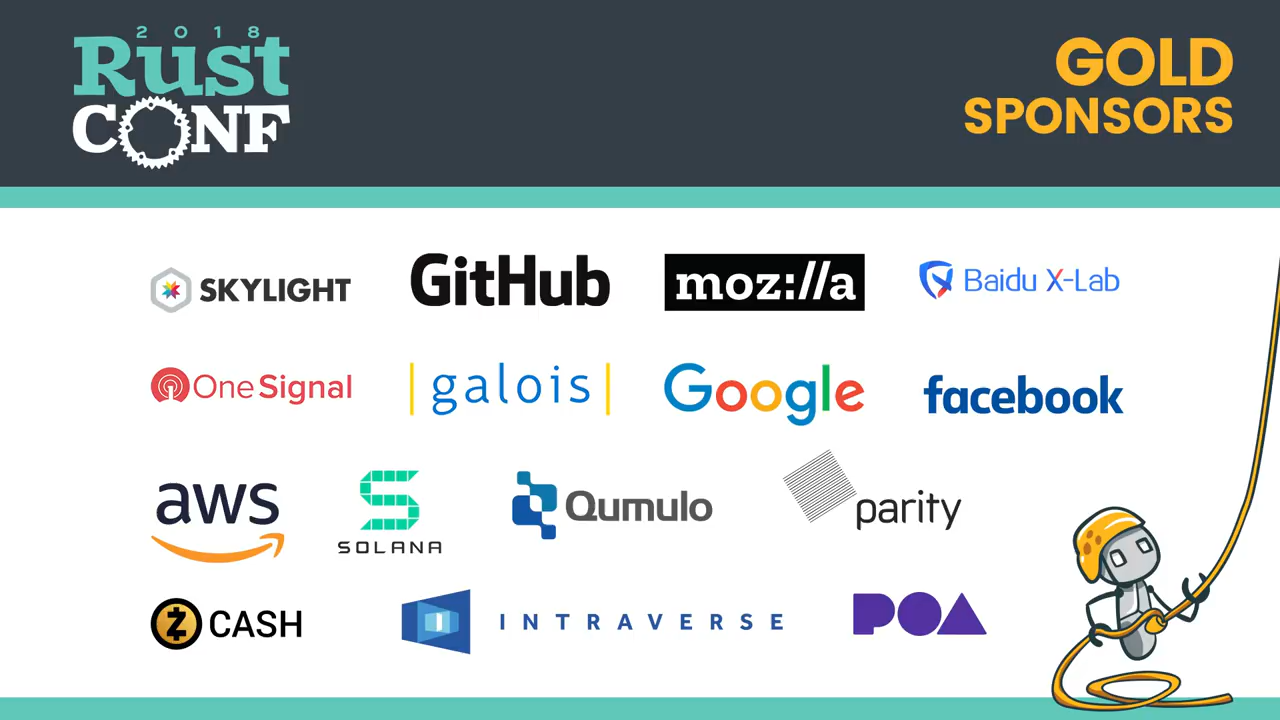 2018
Rust
CONF
GOLD
SPONSORS
SKYLIGHT
GitHub
moz://a
Baidu X-Lab
OneSignal
|galois|
Google
facebook
aws
SOLANA
Qumulo
parity
CASH
INTRAVERSE
POA